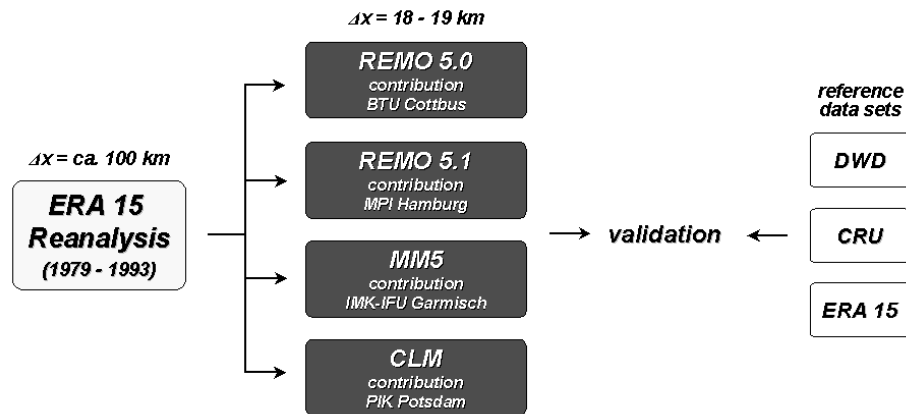 Δx = ca. 100 km
ERA 15
Reanalysis
(1979 - 1993)
Δx = 18 - 19 km
REMO 5.0
contribution
BTU Cottbus
REMO 5.1
contribution
MPI Hamburg
MM5
contribution
IMK-IFU Garmisch
CLM
contribution
PIK Potsdam
validation
reference
data sets
DWD
CRU
ERA 15